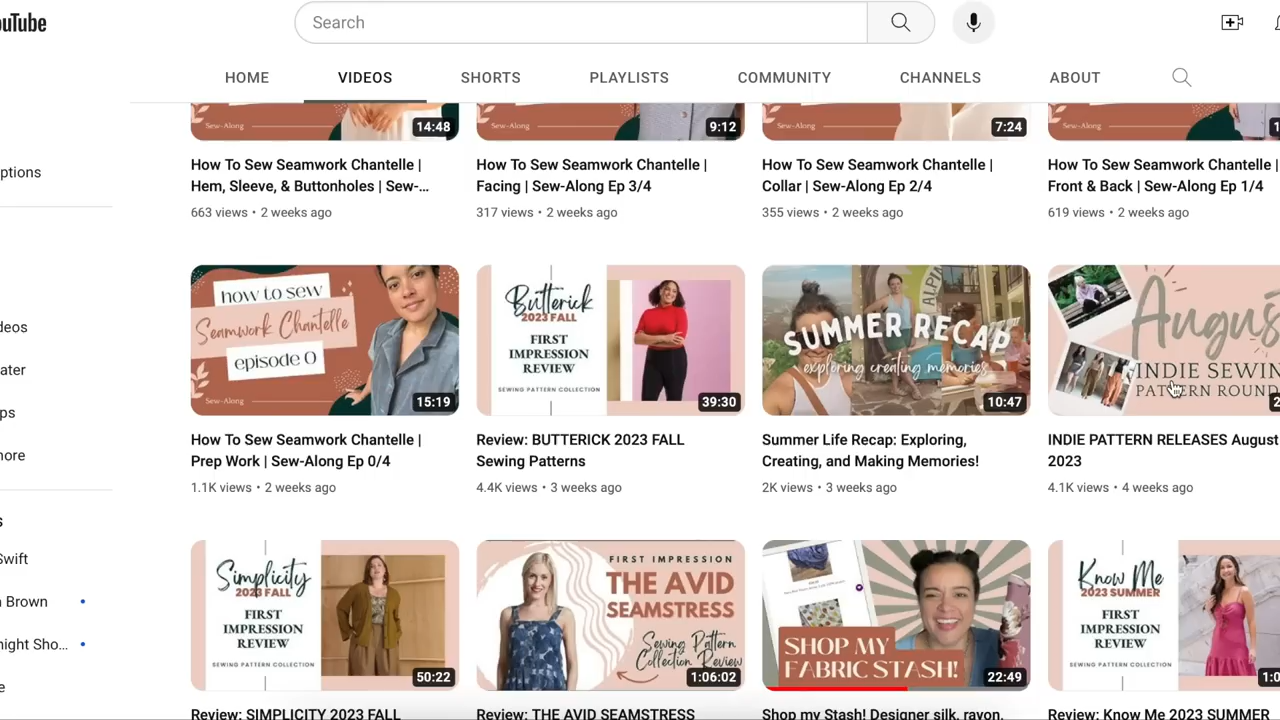 ouTube
Search
HOME VIDEOS SHORTS PLAYLISTS COMMUNITY CHANNELS ABOUT
ptions
deos
ater
ps
nore
s
Swift
n Brown
night Sho...
e
Sew-Along
14:48
How To Sew Seamwork Chantelle |
Hem, Sleeve, & Buttonholes | Sew-...
663 views • 2 weeks ago
Sew-Along
9:12
How To Sew Seamwork Chantelle |
Facing | Sew-Along Ep 3/4
317 views • 2 weeks ago
Sew-Along
7:24
How To Sew Seamwork Chantelle |
Collar | Sew-Along Ep 2/4
355 views • 2 weeks ago
Sew-Along
1
How To Sew Seamwork Chantelle |
Front & Back | Sew-Along Ep 1/4
619 views • 2 weeks ago
how to sew
Seamwork Chantelle
episode 0
Sew-Along
15:19
How To Sew Seamwork Chantelle |
Prep Work | Sew-Along Ep 0/4
1.1K views • 2 weeks ago
Butterick
2023 FALL
FIRST
IMPRESSION
REVIEW
SEWING PATTERN COLLECTION
39:30
Review: BUTTERICK 2023 FALL
Sewing Patterns
4.4K views • 3 weeks ago
ALPI
SUMMER RECAP
exploring creating memories
10:47
Summer Life Recap: Exploring,
Creating, and Making Memories!
2K views • 3 weeks ago
Augus
INDIE SEWIN
PATTERN ROUN
2
INDIE PATTERN RELEASES August
2023
4.1K views • 4 weeks ago
Simplicity
2023 FALL
FIRST
IMPRESSION
REVIEW
SEWING PATTERN COLLECTION
50:22
Review: SIMPLICITY 2023 FALL
FIRST IMPRESSION
THE AVID
SEAMSTRESS
Sewing Pattern
Collection Review
1:06:02
Review: THE AVID SEAMSTRESS
SHOP MY
FABRIC STASH!
22:49
Shop my Stash! Designer silk, rayon,
Know Me
2023 SUMMER
FIRST
IMPRESSION
REVIEW
SEWING PATTERN COLLECTION
1:0
Review: Know Me 2023 SUMMER